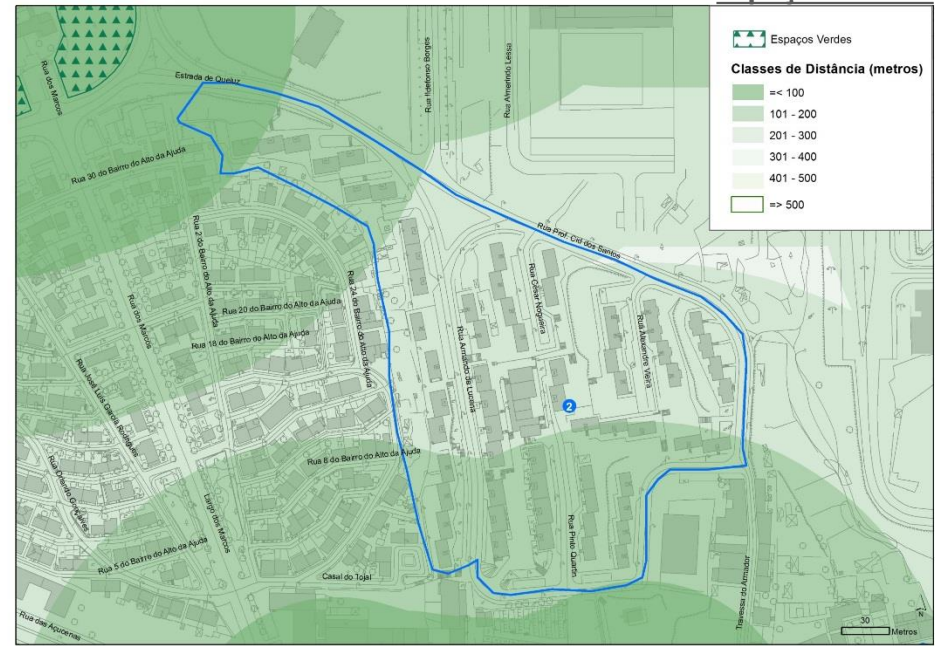 Espaços Verdes
Classes de Distância (metros)
=< 100
101 - 200
201 - 300
301 - 400
401 - 500
=> 500
Rua dos Marcos
Estrada de Queluz
Rua Ildefonso Borges
Rua Almerindo Lessa
Rua 30 do Bairro do Alto da Ajuda
Rua 2 do Bairro do Alto da Ajuda
Rua Prof. Cid dos Santos
Rua 24 do Bairro do Alto da Ajuda
Rua César Nogueira
Rua dos Marcos
Rua 20 do Bairro do Alto da Ajuda
Rua Armando de Lucena
Rua Alexandre Vieira
Rua 18 do Bairro do Alto da Ajuda
Rua José Luís Garcia Rodrigues
2
Rua 8 do Bairro do Alto da Ajuda
Rua Orlando Gonçalves
Largo dos Marcos
Rua Pinto Quartin
Rua 5 do Bairro do Alto da Ajuda
Casal do Tojal
Travessa do Armador
Rua das Açucenas
30
Metros
N